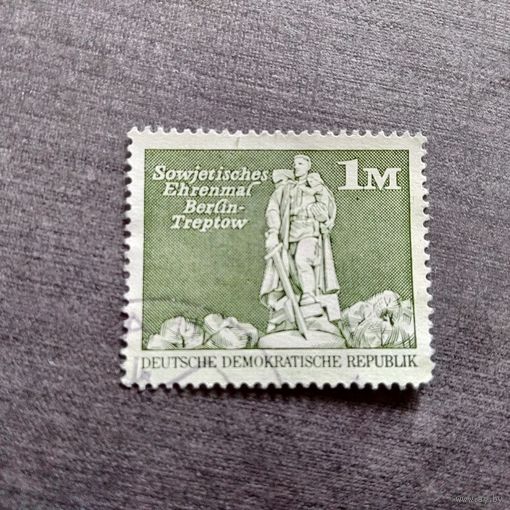 Sowjetisches
Ehrenmal
Berlin-
Treptow
1M
DEUTSCHE DEMOKRATISCHE REPUBLIK